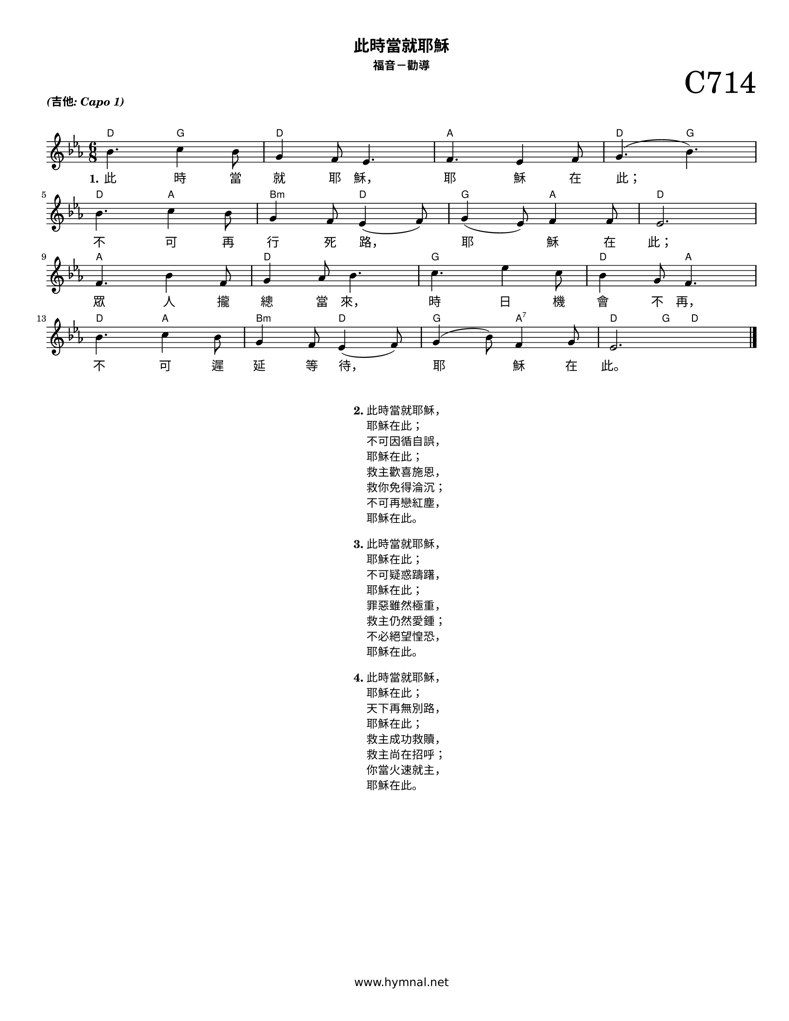 此時當就耶穌
福音－勸導
C714
(吉他: Capo 1)
D G D A D G
6
8
1. 此 時 當 就 耶 穌， 耶 穌 在 此；
5 D A Bm D G A D
不 可 再 行 死 路， 耶 穌 在 此；
9 A D G D A
眾 人 攏 總 當 來， 時 日 機 會 不 再，
13 D A Bm D G A7 D G D
不 可 遲 延 等 待， 耶 穌 在 此。
2. 此時當就耶穌，
耶穌在此；
不可因循自誤，
耶穌在此；
救主歡喜施恩，
救你免得淪沉；
不可再戀紅塵，
耶穌在此。
3. 此時當就耶穌，
耶穌在此；
不可疑惑躊躇，
耶穌在此；
罪惡雖然極重，
救主仍然愛鍾；
不必絕望惶恐，
耶穌在此。
4. 此時當就耶穌，
耶穌在此；
天下再無別路，
耶穌在此；
救主成功救贖，
救主尚在招呼；
你當火速就主，
耶穌在此。
www.hymnal.net